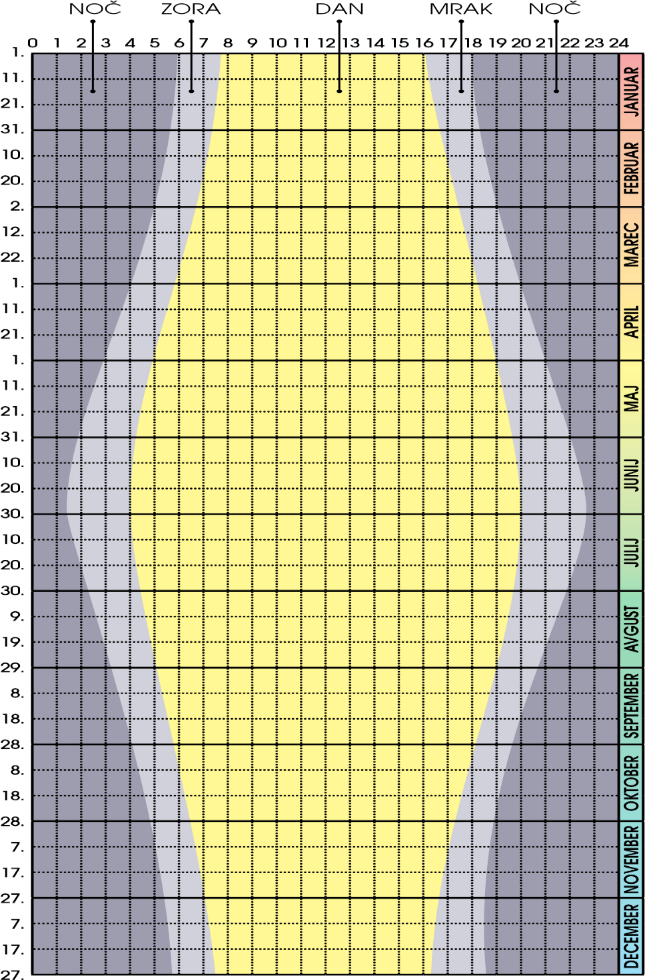 NOČ ZORA DAN MRAK NOČ
0 1 2 3 4 5 6 7 8 9 10 11 12 13 14 15 16 17 18 19 20 21 22 23 24
1.
11.
21.
31.
10.
20.
2.
12.
22.
1.
11.
21.
1.
11.
21.
31.
10.
20.
30.
10.
20.
30.
9.
19.
29.
8.
18.
28.
8.
18.
28.
7.
17.
27.
7.
17.
27.
JANUAR
FEBRUAR
MAREC
APRIL
MAJ
JUNIJ
JULIJ
AVGUST
SEPTEMBER
OKTOBER
NOVEMBER
DECEMBER